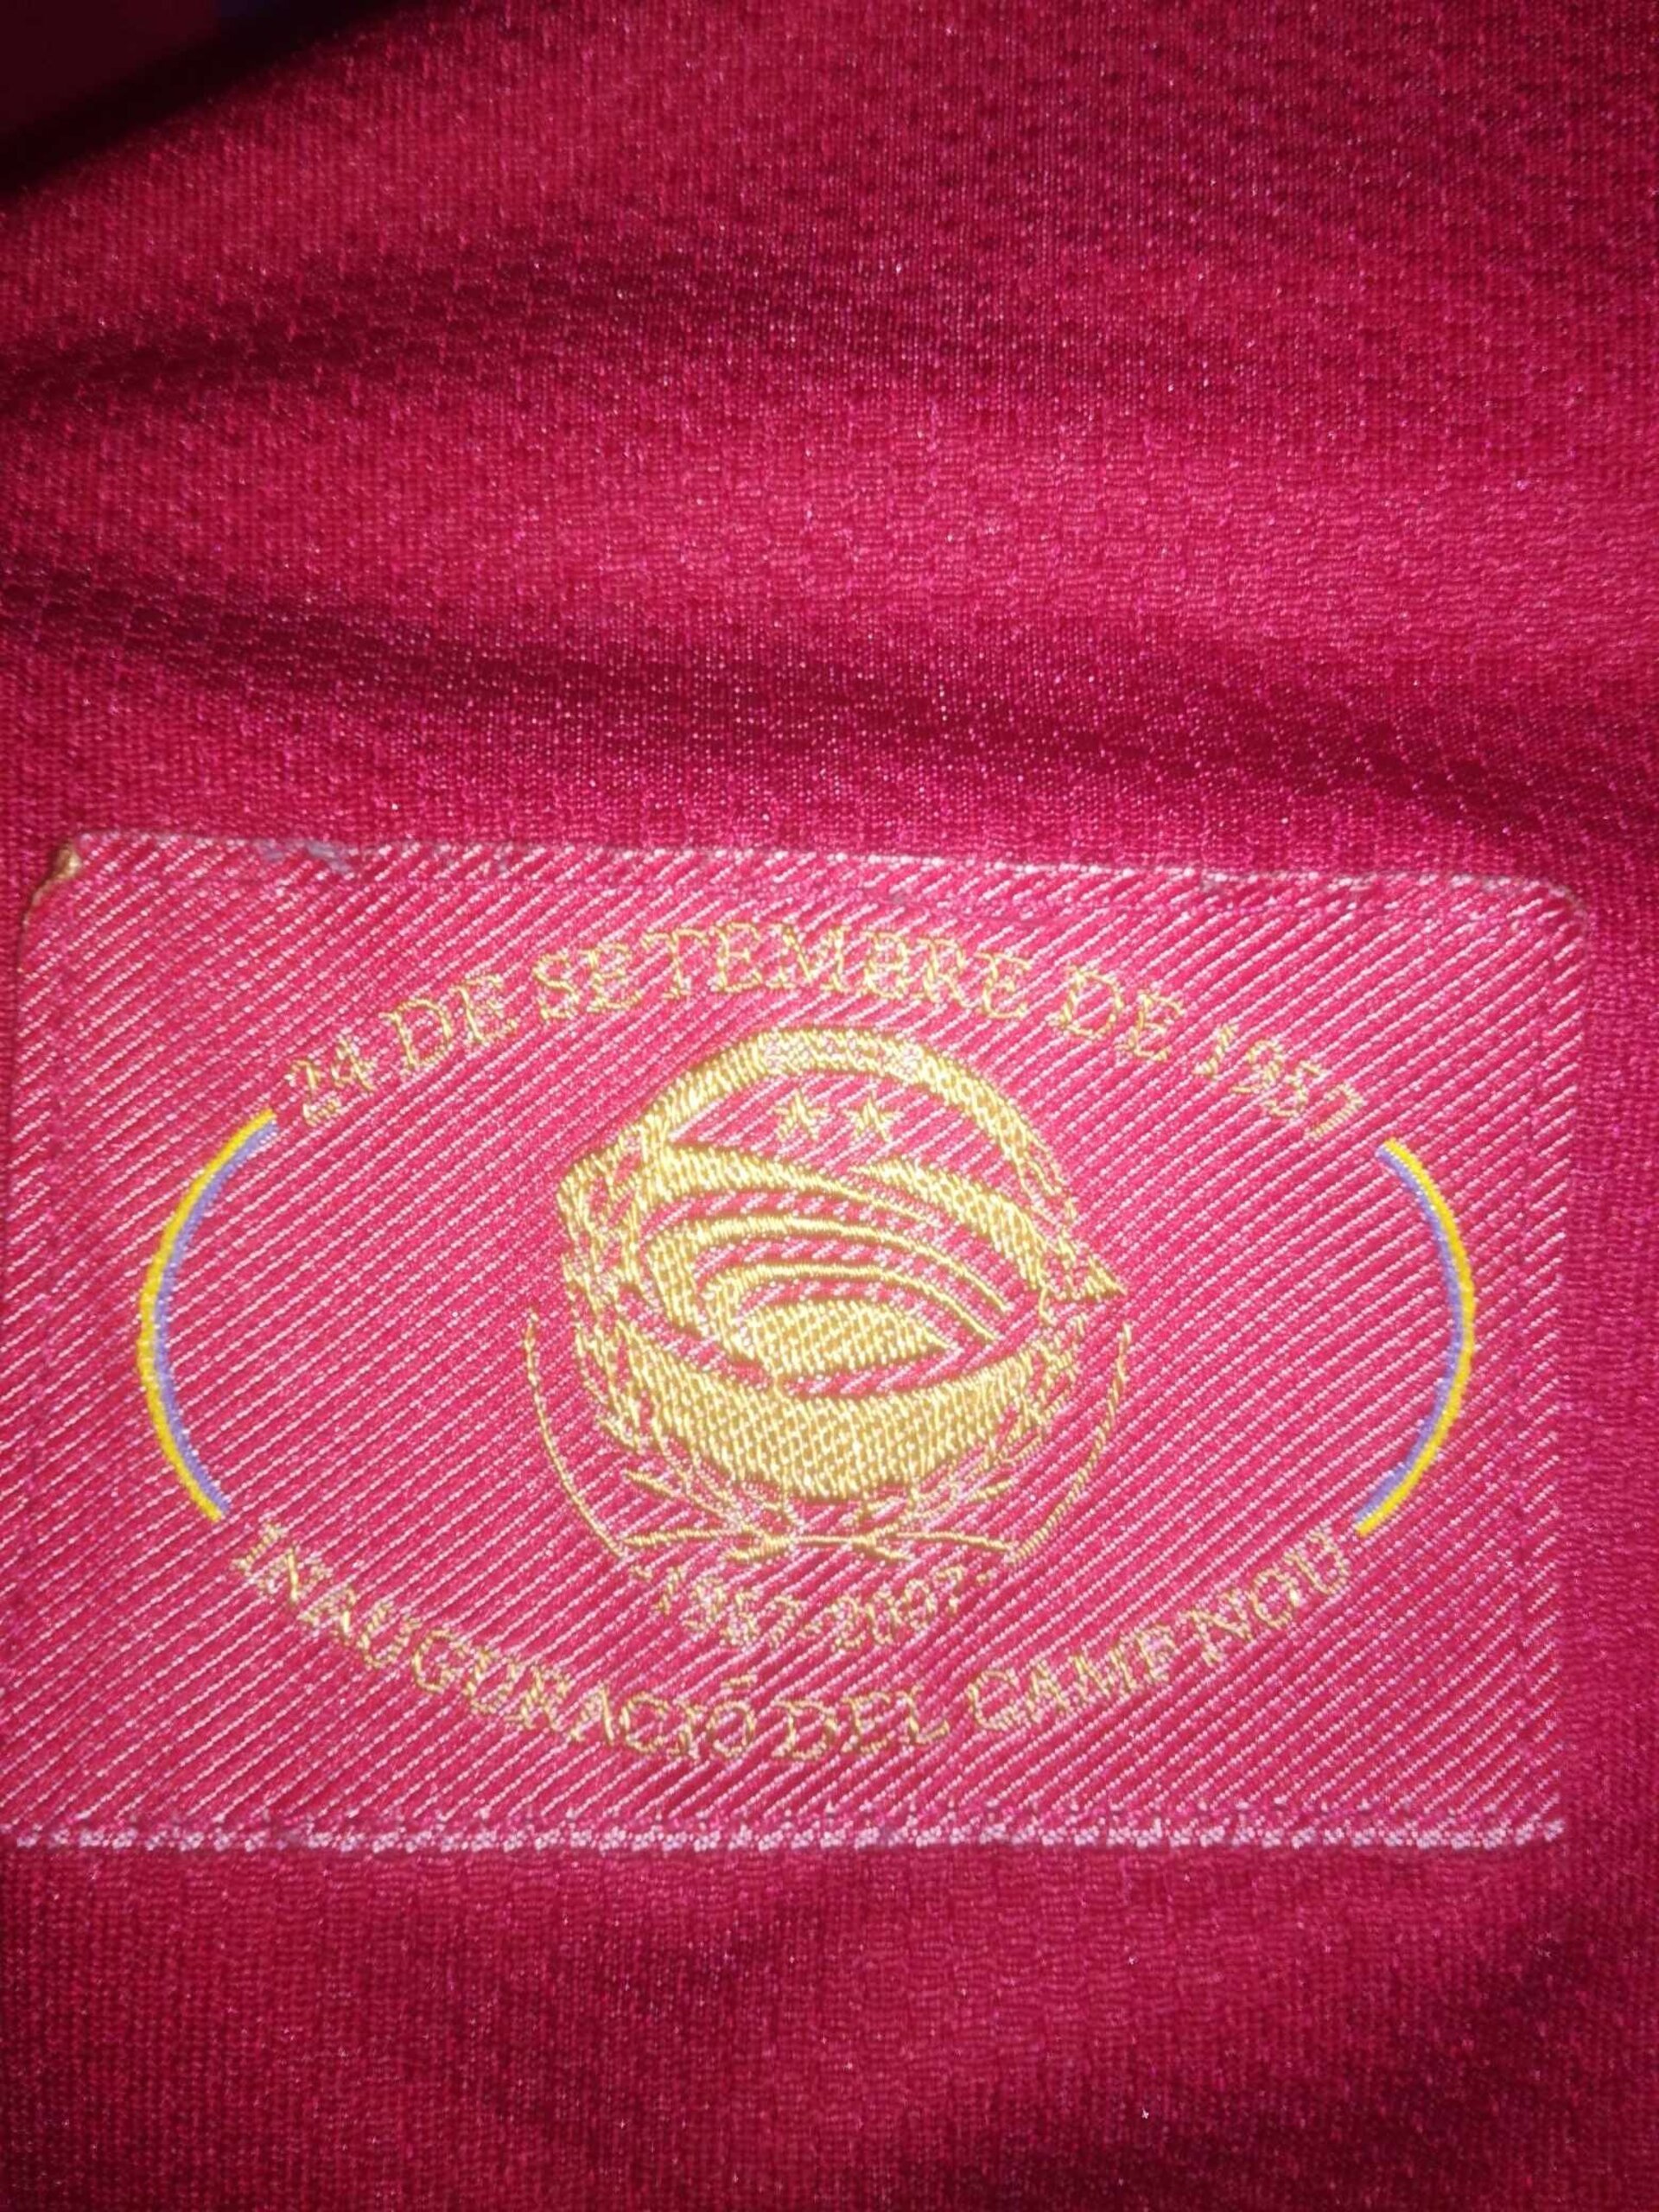 24 DE SETEMBRE DE 1957
1957-2007
INAUGURACIÓ DEL CAMP NOU